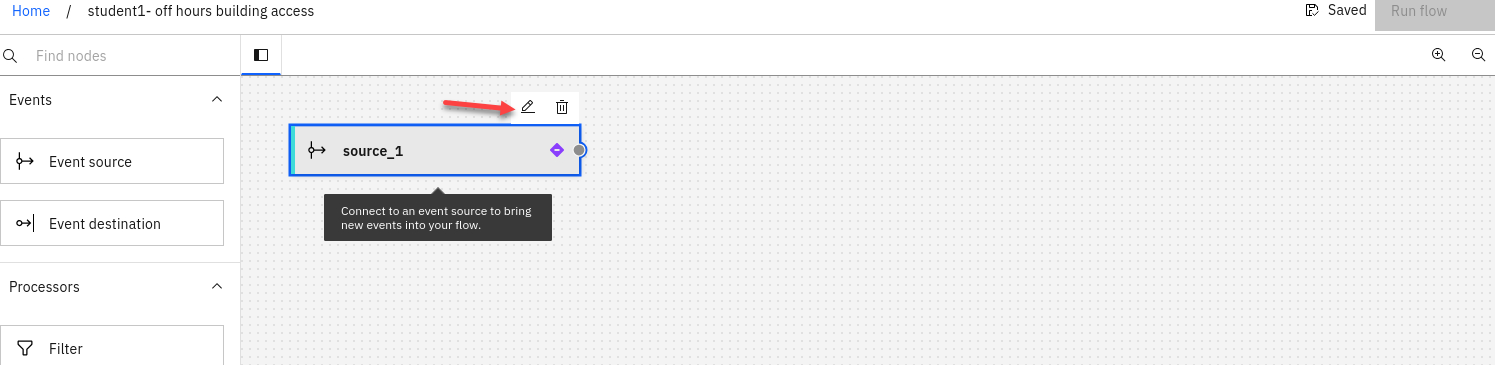 Home / student1- off hours building access
Saved
Run flow
Find nodes
Events
Event source
Event destination
Processors
Filter
source_1
Connect to an event source to bring
new events into your flow.